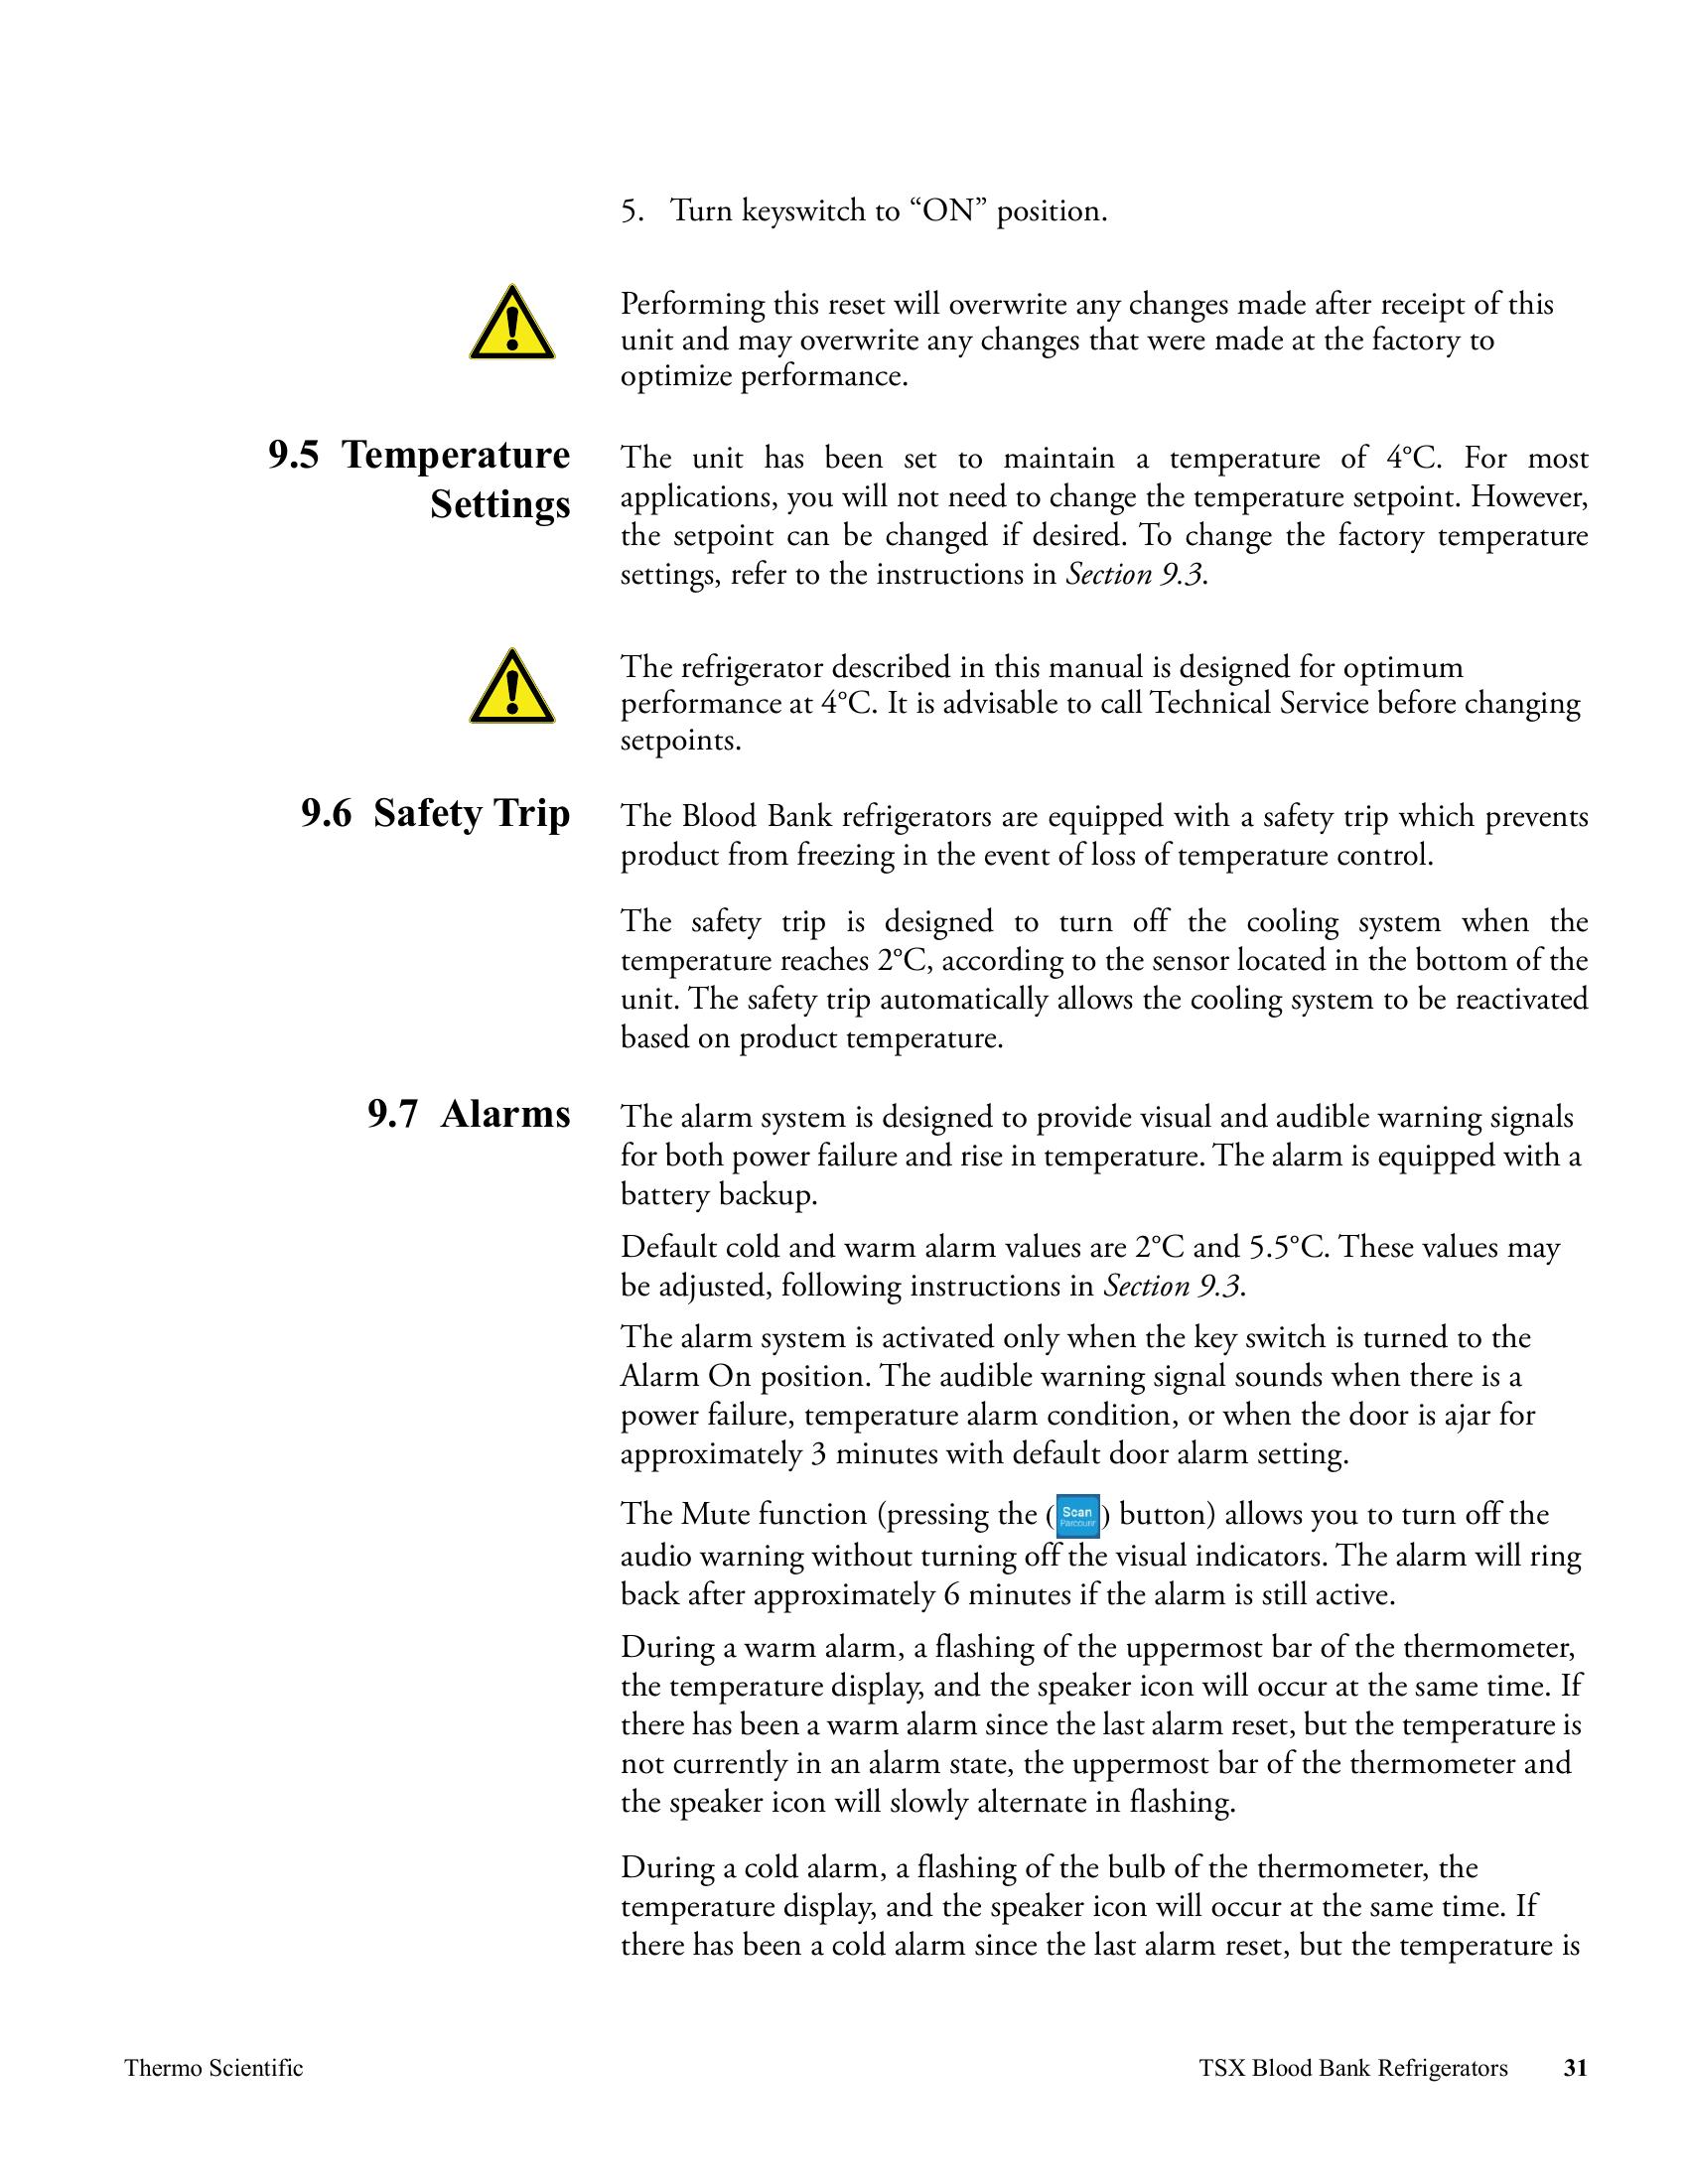 5. Turn keyswitch to “ON” position.
Performing this reset will overwrite any changes made after receipt of this
unit and may overwrite any changes that were made at the factory to
optimize performance.
9.5 Temperature
Settings
The unit has been set to maintain a temperature of 4°C. For most
applications, you will not need to change the temperature setpoint. However,
the setpoint can be changed if desired. To change the factory temperature
settings, refer to the instructions in Section 9.3.
The refrigerator described in this manual is designed for optimum
performance at 4°C. It is advisable to call Technical Service before changing
setpoints.
9.6 Safety Trip
The Blood Bank refrigerators are equipped with a safety trip which prevents
product from freezing in the event of loss of temperature control.
The safety trip is designed to turn off the cooling system when the
temperature reaches 2°C, according to the sensor located in the bottom of the
unit. The safety trip automatically allows the cooling system to be reactivated
based on product temperature.
9.7 Alarms
The alarm system is designed to provide visual and audible warning signals
for both power failure and rise in temperature. The alarm is equipped with a
battery backup.
Default cold and warm alarm values are 2°C and 5.5°C. These values may
be adjusted, following instructions in Section 9.3.
The alarm system is activated only when the key switch is turned to the
Alarm On position. The audible warning signal sounds when there is a
power failure, temperature alarm condition, or when the door is ajar for
approximately 3 minutes with default door alarm setting.
The Mute function (pressing the (Scan Parcourir) button) allows you to turn off the
audio warning without turning off the visual indicators. The alarm will ring
back after approximately 6 minutes if the alarm is still active.
During a warm alarm, a flashing of the uppermost bar of the thermometer,
the temperature display, and the speaker icon will occur at the same time. If
there has been a warm alarm since the last alarm reset, but the temperature is
not currently in an alarm state, the uppermost bar of the thermometer and
the speaker icon will slowly alternate in flashing.
During a cold alarm, a flashing of the bulb of the thermometer, the
temperature display, and the speaker icon will occur at the same time. If
there has been a cold alarm since the last alarm reset, but the temperature is
Thermo Scientific
TSX Blood Bank Refrigerators 31